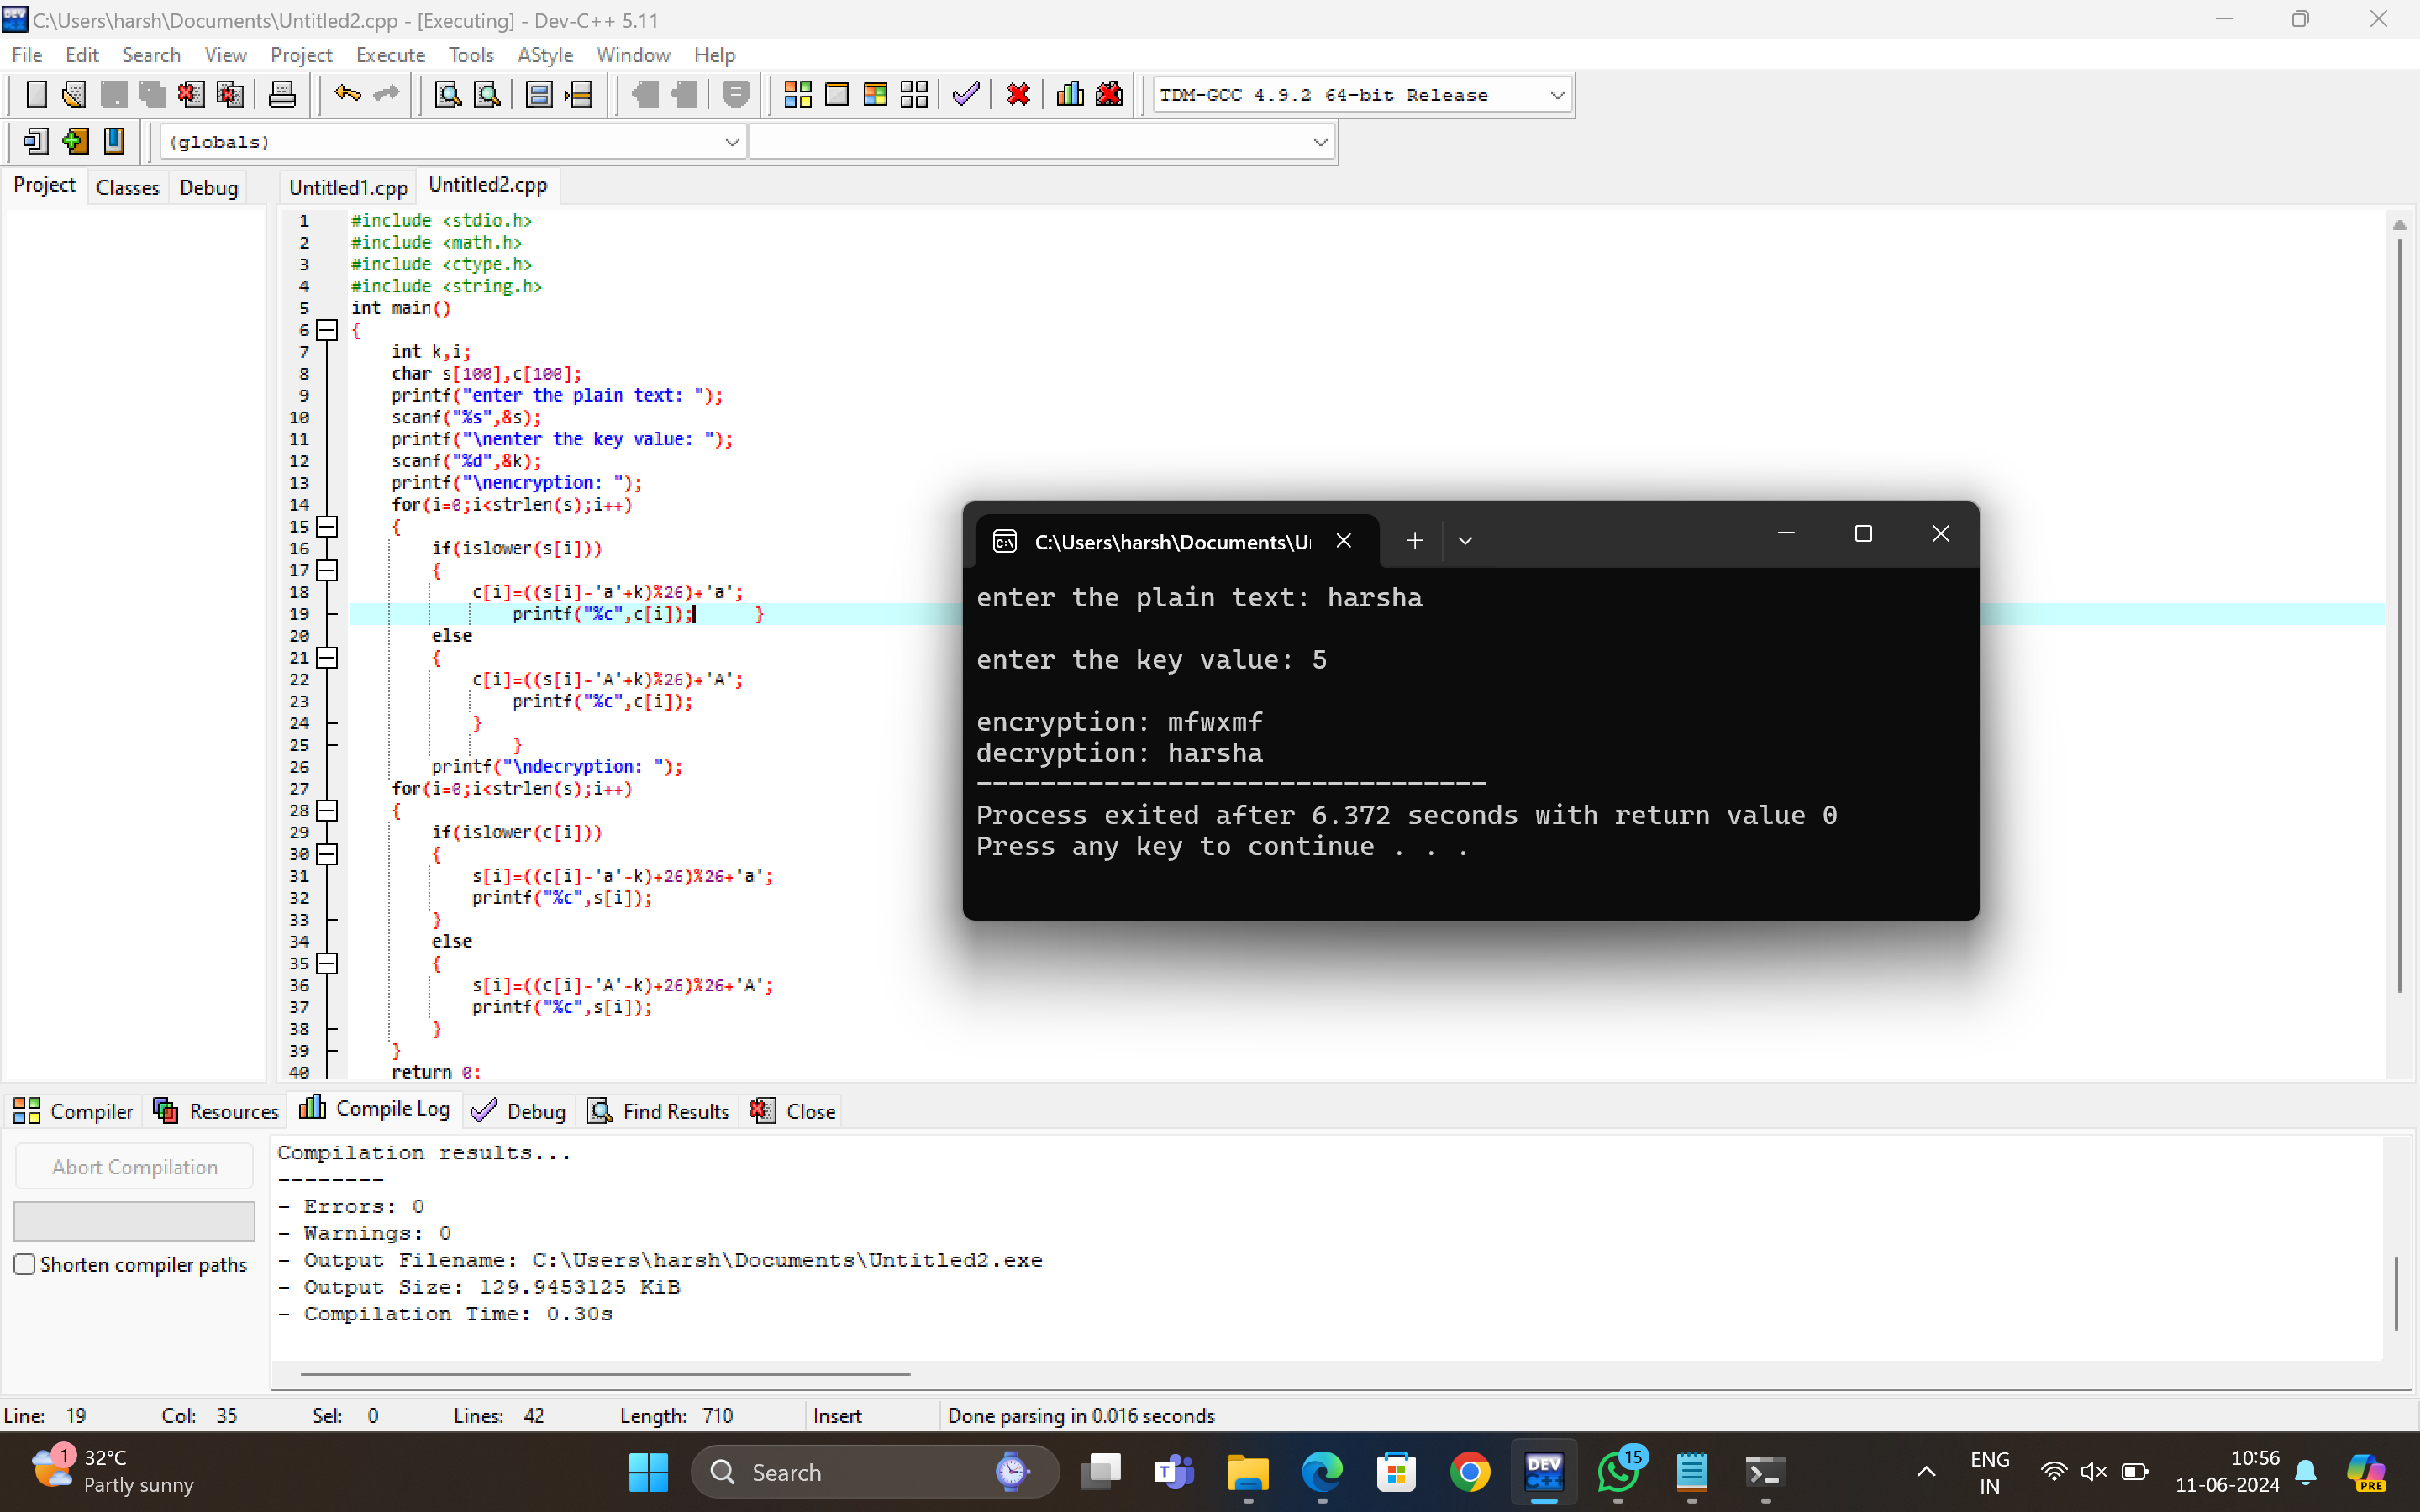 C:\Users\harsh\Documents\Untitled2.cpp - [Executing] - Dev-C++ 5.11
File Edit Search View Project Execute Tools AStyle Window Help
TDM-GCC 4.9.2 64-bit Release
(globals)
Project Classes Debug Untitled1.cpp Untitled2.cpp
1 #include <stdio.h>
2 #include <math.h>
3 #include <ctype.h>
4 #include <string.h>
5 int main()
6 {
7 int k,i;
8 char s[100],c[100];
9 printf("enter the plain text: ");
10 scanf("%s",&s);
11 printf("\nenter the key value: ");
12 scanf("%d",&k);
13 printf("\nencryption: ");
14 for(i=0;i<strlen(s);i++)
15 {
16 if(islower(s[i]))
17 {
18 c[i]=((s[i]-'a'+k)%26)+'a';
19 printf("%c",c[i]); }
20 else
21 {
22 c[i]=((s[i]-'A'+k)%26)+'A';
23 printf("%c",c[i]);
24 }
25 }
26 printf("\ndecryption: ");
27 for(i=0;i<strlen(s);i++)
28 {
29 if(islower(c[i]))
30 {
31 s[i]=((c[i]-'a'-k)+26)%26+'a';
32 printf("%c",s[i]);
33 }
34 else
35 {
36 s[i]=((c[i]-'A'-k)+26)%26+'A';
37 printf("%c",s[i]);
38 }
39 }
40 return 0;
C:\Users\harsh\Documents\U
enter the plain text: harsha
enter the key value: 5
encryption: mfwxmf
decryption: harsha
--------------------------------
Process exited after 6.372 seconds with return value 0
Press any key to continue . . .
Compiler Resources Compile Log Debug Find Results Close
Abort Compilation
Shorten compiler paths
Compilation results...
--------
- Errors: 0
- Warnings: 0
- Output Filename: C:\Users\harsh\Documents\Untitled2.exe
- Output Size: 129.9453125 KiB
- Compilation Time: 0.30s
Line: 19 Col: 35 Sel: 0 Lines: 42 Length: 710 Insert Done parsing in 0.016 seconds
1
32°C
Partly sunny
Search
T
DEV C++
15
ENG
IN
10:56
11-06-2024
PRE